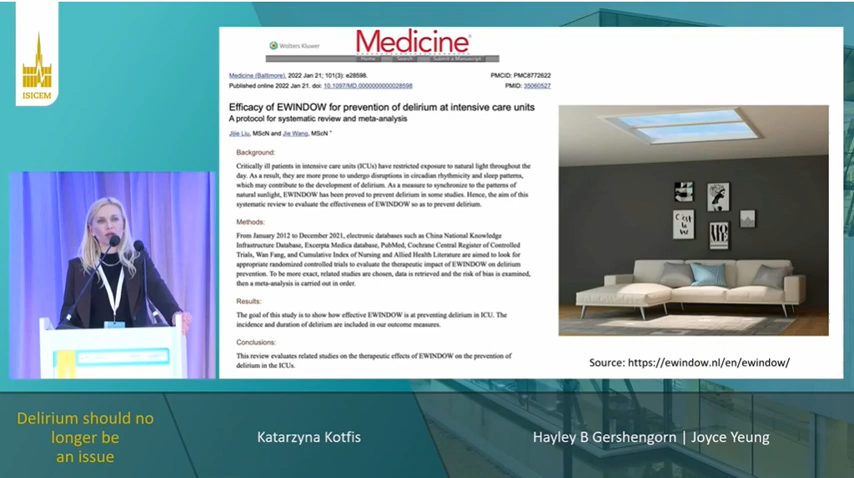 ISICEM
Wolters Kluwer
Medicine®
Home Search Submit a Manuscript
Medicine (Baltimore). 2022 Jan 21; 101(3): e28598.
PMCID: PMC8772622
Published online 2022 Jan 21. doi: 10.1097/MD.0000000000028598
PMID: 35060527
Efficacy of EWINDOW for prevention of delirium at intensive care units
A protocol for systematic review and meta-analysis
Jijie Liu, MScN and Jie Wang, MScN *
Background:
Critically ill patients in intensive care units (ICUs) have restricted exposure to natural light throughout the
day. As a result, they are more prone to undergo disruptions in circadian rhythmicity and sleep patterns,
which may contribute to the development of delirium. As a measure to synchronize to the patterns of
natural sunlight, EWINDOW has been proved to prevent delirium in some studies. Hence, the aim of this
systematic review to evaluate the effectiveness of EWINDOW so as to prevent delirium.
Methods:
From January 2012 to December 2021, electronic databases such as China National Knowledge
Infrastructure Database, Excerpta Medica database, PubMed, Cochrane Central Register of Controlled
Trials, Wan Fang, and Cumulative Index of Nursing and Allied Health Literature are aimed to look for
appropriate randomized controlled trials to evaluate the therapeutic impact of EWINDOW on delirium
prevention. To be more exact, related studies are chosen, data is retrieved and the risk of bias is examined,
then a meta-analysis is carried out in order.
Results:
The goal of this study is to show how effective EWINDOW is at preventing delirium in ICU. The
incidence and duration of delirium are included in our outcome measures.
Conclusions:
This review evaluates related studies on the therapeutic effects of EWINDOW on the prevention of
delirium in the ICUs.
Source: https://ewindow.nl/en/ewindow/
Delirium should no
longer be
an issue
Katarzyna Kotfis
Hayley B Gershengorn | Joyce Yeung